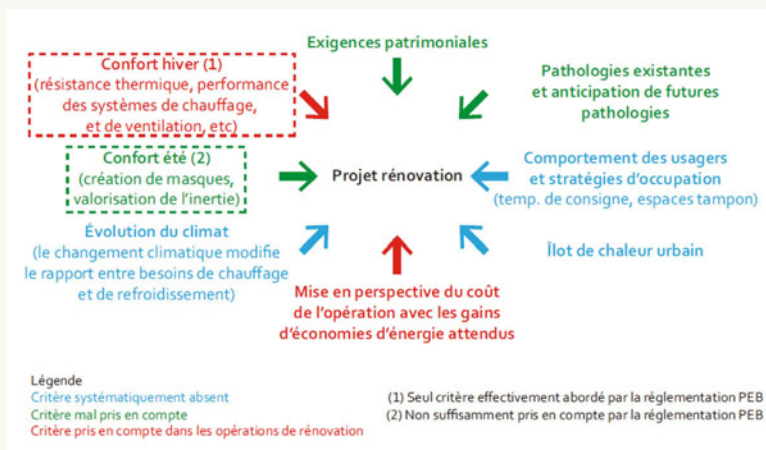 Exigences patrimoniales
Confort hiver (1)
(résistance thermique, performance
des systèmes de chauffage,
et de ventilation, etc)
Pathologies existantes
et anticipation de futures
pathologies
Confort été (2)
(création de masques,
valorisation de l'inertie)
Projet rénovation
Comportement des usagers
et stratégies d'occupation
(temp. de consigne, espaces tampon)
Évolution du climat
(le changement climatique modifie
le rapport entre besoins de chauffage
et de refroidissement)
Îlot de chaleur urbain
Mise en perspective du coût
de l'opération avec les gains
d'économies d'énergie attendus
Légende
Critère systématiquement absent
Critère mal pris en compte
Critère pris en compte dans les opérations de rénovation
(1) Seul critère effectivement abordé par la réglementation PEB
(2) Non suffisamment pris en compte par la réglementation PEB